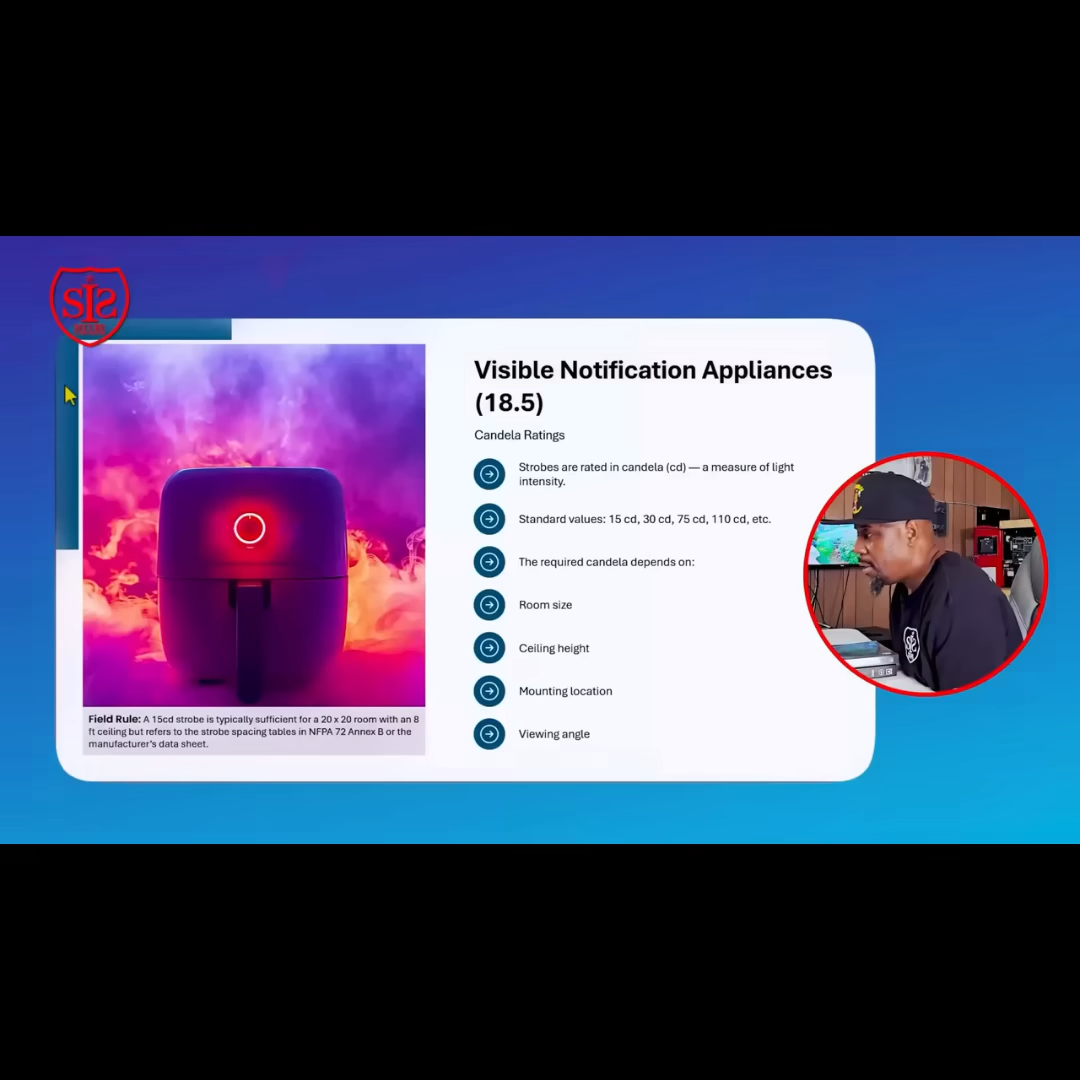 SIS
Visible Notification Appliances
(18.5)
Candela Ratings
Strobes are rated in candela (cd) — a measure of light
intensity.
Standard values: 15 cd, 30 cd, 75 cd, 110 cd, etc.
The required candela depends on:
Room size
Ceiling height
Mounting location
Viewing angle
Field Rule: A 15cd strobe is typically sufficient for a 20 x 20 room with an 8
ft ceiling but refers to the strobe spacing tables in NFPA 72 Annex B or the
manufacturer's data sheet.